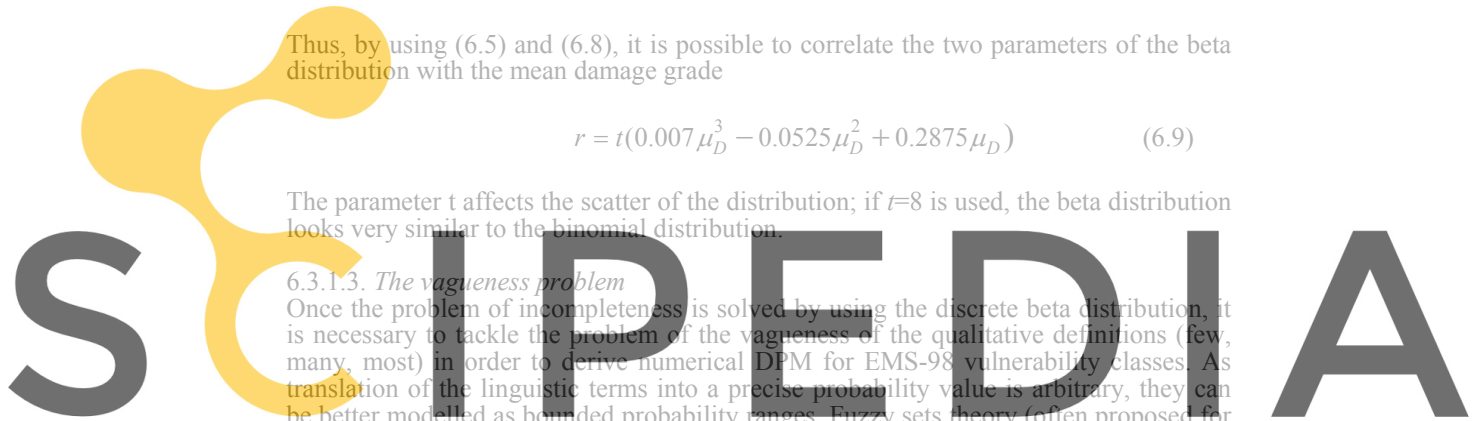 Thus, by using (6.5) and (6.8), it is possible to correlate the two parameters of the beta
distribution with the mean damage grade
r = t(0.007μ_D^3 − 0.0525μ_D^2 + 0.2875μ_D) (6.9)
The parameter t affects the scatter of the distribution; if t=8 is used, the beta distribution
looks very similar to the binomial distribution.
6.3.1.3. The vagueness problem
Once the problem of incompleteness is solved by using the discrete beta distribution, it
is necessary to tackle the problem of the vagueness of the qualitative definitions (few,
many, most) in order to derive numerical DPM for EMS-98 vulnerability classes. As
translation of the linguistic terms into a precise probability value is arbitrary, they can
be better modelled as bounded probability ranges. Fuzzy sets theory (often proposed for
SCIPEDIA